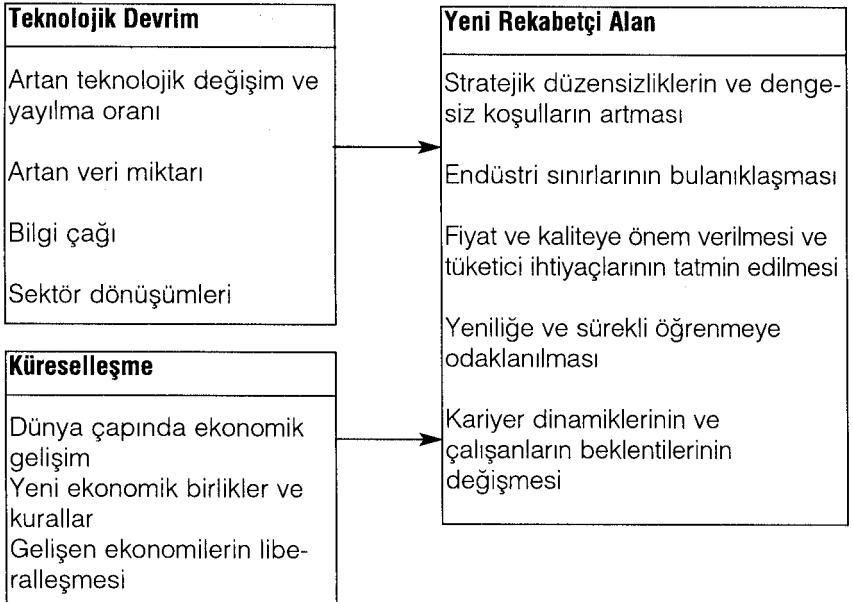 Teknolojik Devrim
Artan teknolojik değişim ve
yayılma oranı
Artan veri miktarı
Bilgi çağı
Sektör dönüşümleri
Küreselleşme
Dünya çapında ekonomik
gelişim
Yeni ekonomik birlikler ve
kurallar
Gelişen ekonomilerin libe-
ralleşmesi
Yeni Rekabetçi Alan
Stratejik düzensizliklerin ve denge-
siz koşulların artması
Endüstri sınırlarının bulanıklaşması
Fiyat ve kaliteye önem verilmesi ve
tüketici ihtiyaçlarının tatmin edilmesi
Yeniliğe ve sürekli öğrenmeye
odaklanılması
Kariyer dinamiklerinin ve
çalışanların beklentilerinin
değişmesi